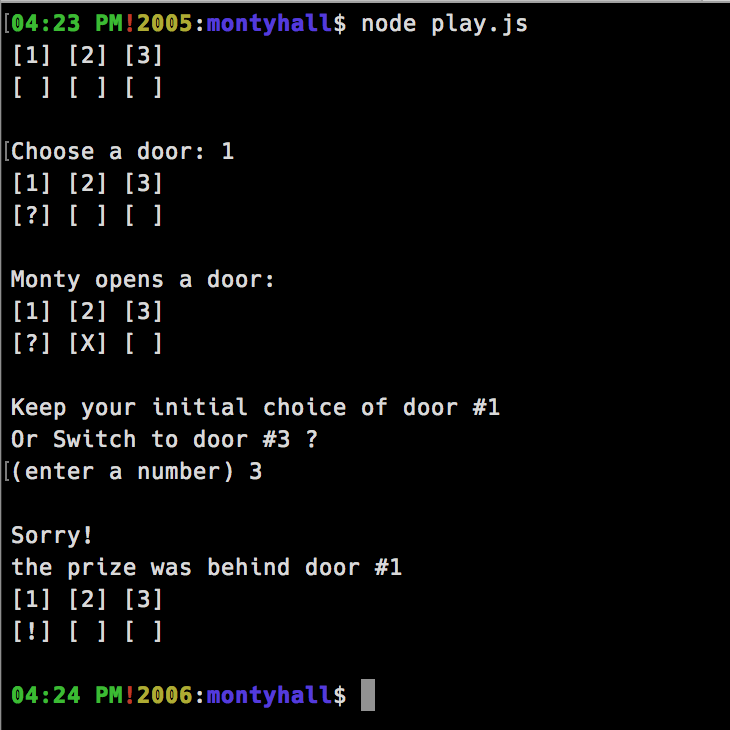 [04:23 PM!2005:montyhall$ node play.js
[1] [2] [3]
[ ] [ ] [ ]
[Choose a door: 1
[1] [2] [3]
[?] [ ] [ ]
Monty opens a door:
[1] [2] [3]
[?] [X] [ ]
Keep your initial choice of door #1
Or Switch to door #3 ?
[(enter a number) 3
Sorry!
the prize was behind door #1
[1] [2] [3]
[!] [ ] [ ]
04:24 PM!2006:montyhall$